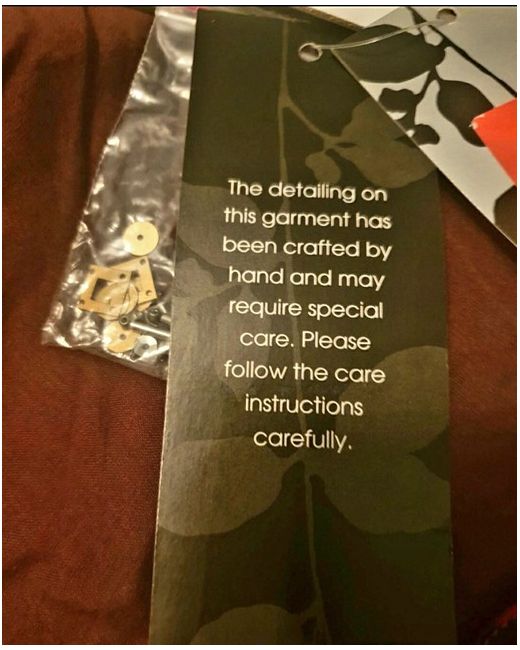 The detailing on
this garment has
been crafted by
hand and may
require special
care. Please
follow the care
instructions
carefully.